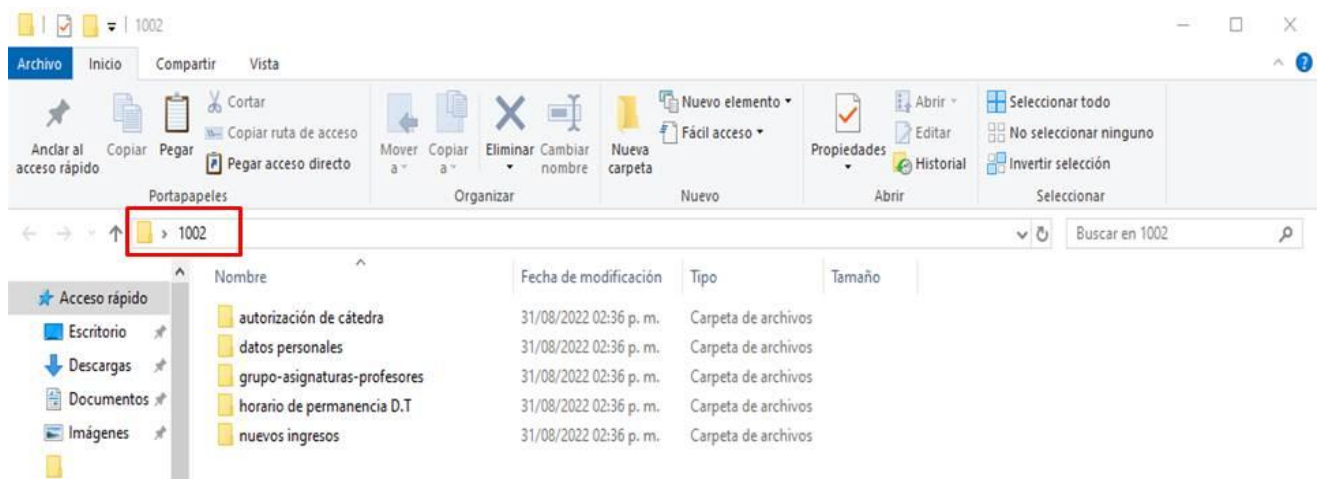 1002
Archivo Inicio Compartir Vista
Anclar al acceso rápido
Copiar
Pegar
Cortar
Copiar ruta de acceso
Pegar acceso directo
Portapapeles
Mover a
Copiar a
Eliminar
Cambiar nombre
Organizar
Nueva carpeta
Nuevo elemento
Fácil acceso
Nuevo
Propiedades
Abrir
Editar
Historial
Abrir
Seleccionar todo
No seleccionar ninguno
Invertir selección
Seleccionar
> 1002
Buscar en 1002
Nombre Fecha de modificación Tipo Tamaño
Acceso rápido
Escritorio
Descargas
Documentos
Imágenes
autorización de cátedra 31/08/2022 02:36 p. m. Carpeta de archivos
datos personales 31/08/2022 02:36 p. m. Carpeta de archivos
grupo-asignaturas-profesores 31/08/2022 02:36 p. m. Carpeta de archivos
horario de permanencia D.T 31/08/2022 02:36 p. m. Carpeta de archivos
nuevos ingresos 31/08/2022 02:36 p. m. Carpeta de archivos